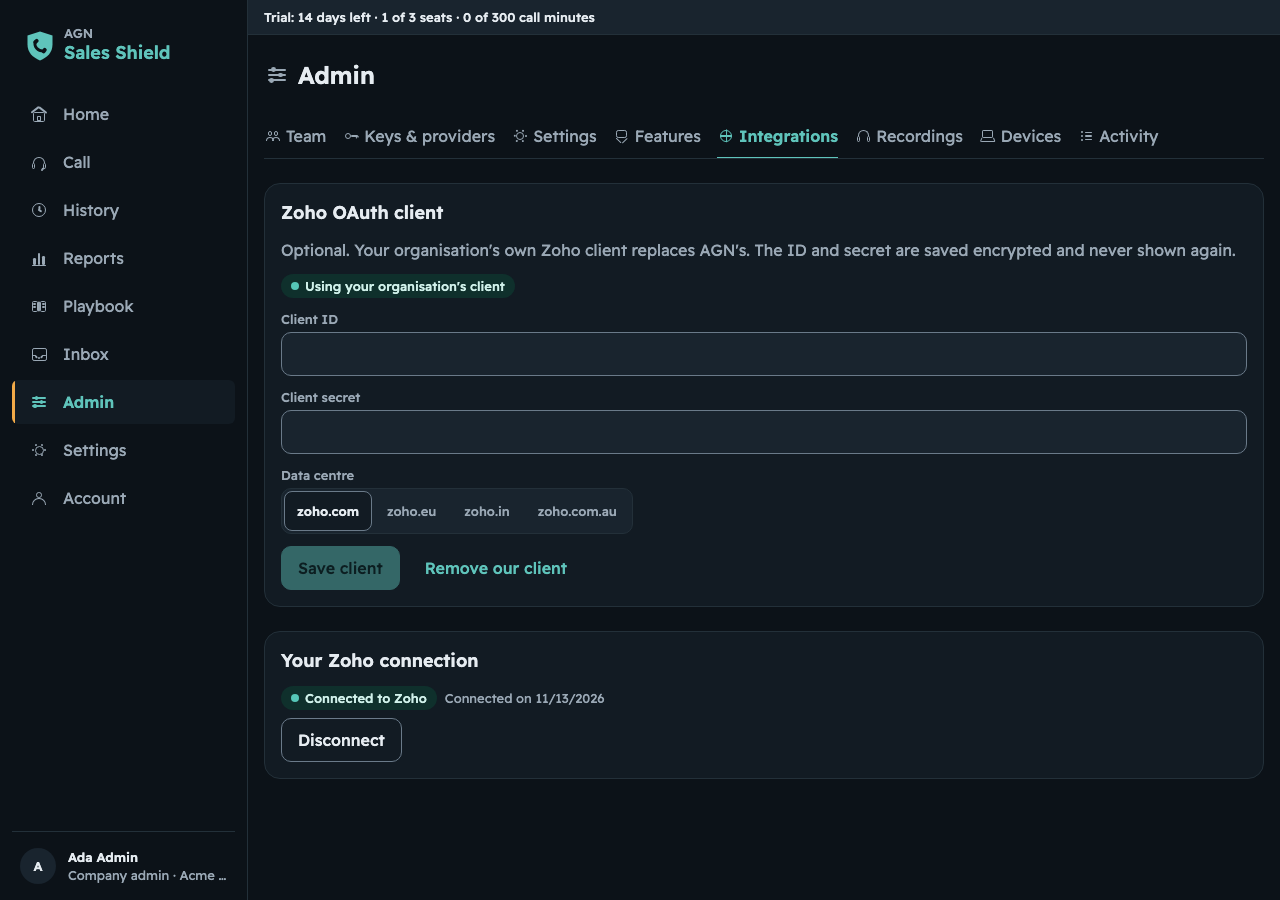 AGN
Sales Shield
Home
Call
History
Reports
Playbook
Inbox
Admin
Settings
Account
A
Ada Admin
Company admin · Acme …
Trial: 14 days left · 1 of 3 seats · 0 of 300 call minutes
Admin
Team
Keys & providers
Settings
Features
Integrations
Recordings
Devices
Activity
Zoho OAuth client
Optional. Your organisation's own Zoho client replaces AGN's. The ID and secret are saved encrypted and never shown again.
Using your organisation's client
Client ID
Client secret
Data centre
zoho.com
zoho.eu
zoho.in
zoho.com.au
Save client
Remove our client
Your Zoho connection
Connected to Zoho
Connected on 11/13/2026
Disconnect